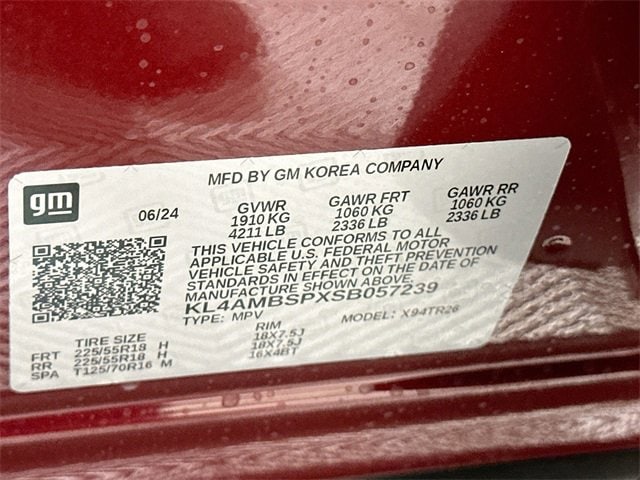 MFD BY GM KOREA COMPANY
gm
06/24
GVWR
1910 KG
4211 LB
GAWR FRT
1060 KG
2336 LB
GAWR RR
1060 KG
2336 LB
THIS VEHICLE CONFORMS TO ALL
APPLICABLE U.S. FEDERAL MOTOR
VEHICLE SAFETY AND THEFT PREVENTION
STANDARDS IN EFFECT ON THE DATE OF
MANUFACTURE SHOWN ABOVE
KL4AMBSPXSB057239
TYPE: MPV
MODEL: X94TR26
TIRE SIZE
RIM
FRT 225/55R18 H 18X7.5J
RR 225/55R18 H 18X7.5J
SPA T125/70R16 M 16X4BT